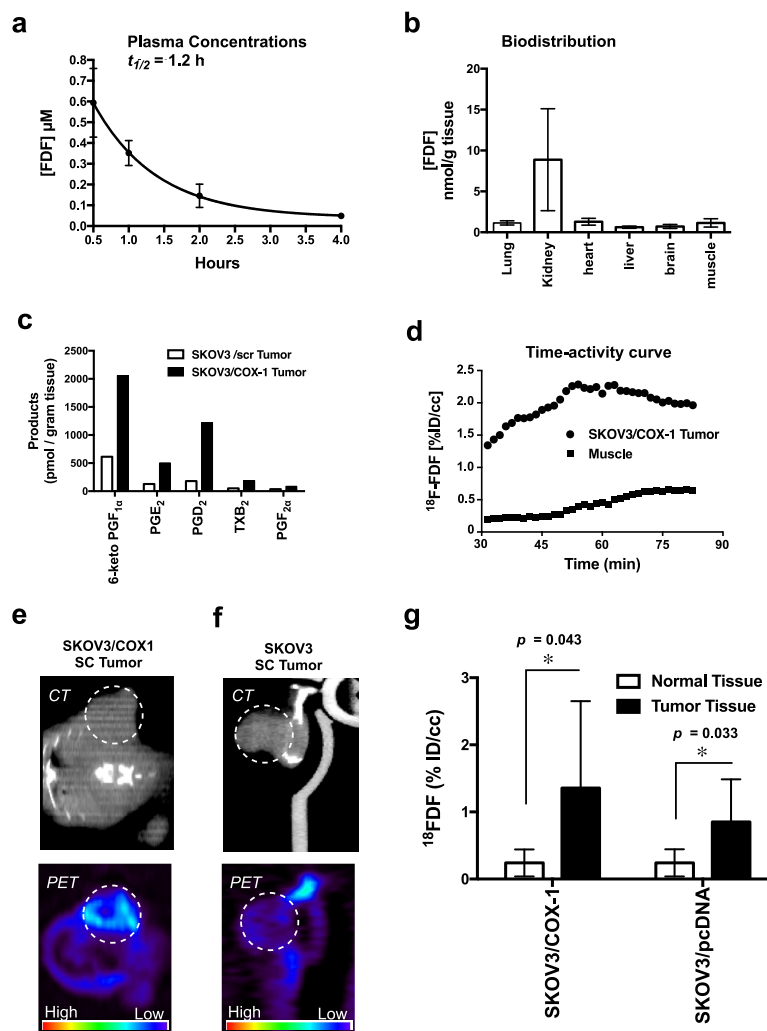 a
Plasma Concentrations
t1/2 = 1.2 h
[FDF] µM
0.8
0.7
0.6
0.5
0.4
0.3
0.2
0.1
0.0
0.5 1.0 1.5 2.0 2.5 3.0 3.5 4.0
Hours
b
Biodistribution
[FDF]
nmol/g tissue
20
15
10
5
0
Lung
Kidney
heart
liver
brain
muscle
c
SKOV3 /scr Tumor
SKOV3/COX-1 Tumor
Products
(pmol / gram tissue)
2500
2000
1500
1000
500
0
6-keto PGF1α
PGE2
PGD2
TXB2
PGF2α
d
Time-activity curve
18F-FDF [%ID/cc]
2.5
2.0
1.5
1.0
0.5
0.0
SKOV3/COX-1 Tumor
Muscle
30 45 60 75 90
Time (min)
e
SKOV3/COX1
SC Tumor
CT
PET
High Low
f
SKOV3
SC Tumor
CT
PET
High Low
g
p = 0.043
*
Normal Tissue
Tumor Tissue
p = 0.033
*
18FDF (% ID/cc)
3
2
1
0
SKOV3/COX-1
SKOV3/pcDNA